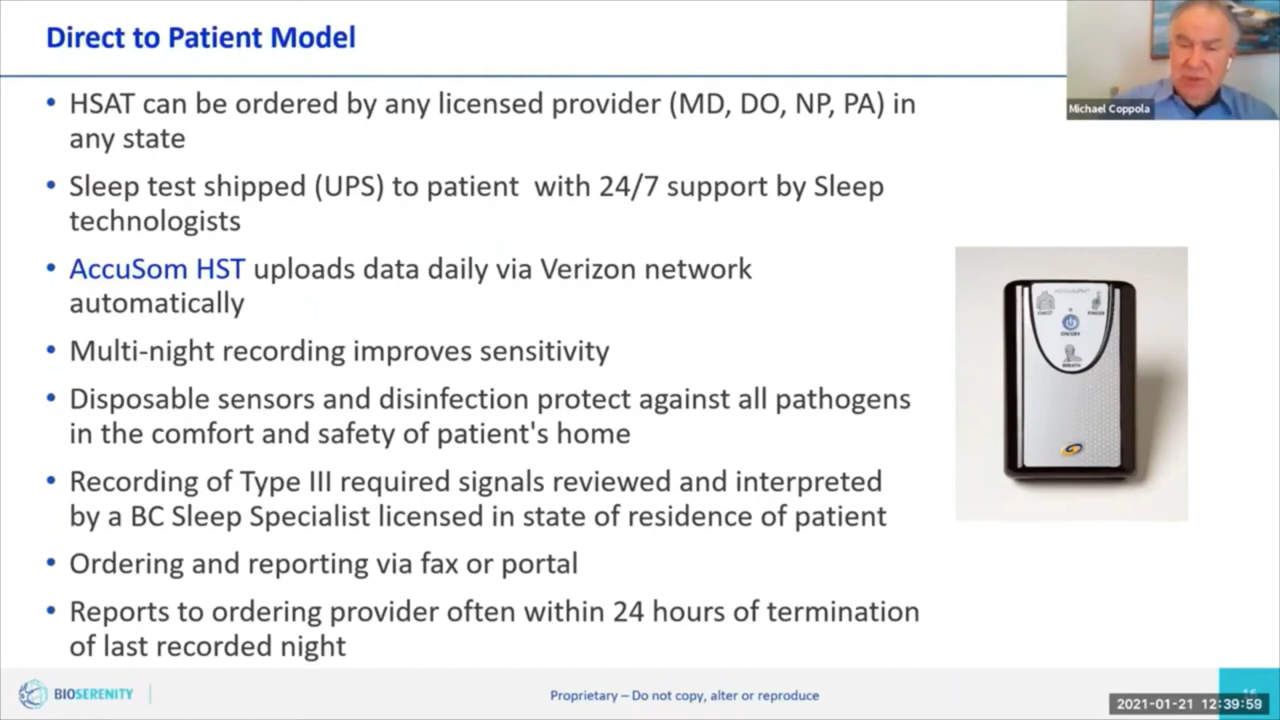 Direct to Patient Model
Michael Coppola
• HSAT can be ordered by any licensed provider (MD, DO, NP, PA) in
any state
• Sleep test shipped (UPS) to patient with 24/7 support by Sleep
technologists
• AccuSom HST uploads data daily via Verizon network
automatically
• Multi-night recording improves sensitivity
• Disposable sensors and disinfection protect against all pathogens
in the comfort and safety of patient's home
• Recording of Type III required signals reviewed and interpreted
by a BC Sleep Specialist licensed in state of residence of patient
• Ordering and reporting via fax or portal
• Reports to ordering provider often within 24 hours of termination
of last recorded night
CHEST
FINGER
ON/OFF
BREATH
BIOSERENITY
Proprietary – Do not copy, alter or reproduce
16
2021-01-21 12:39:59